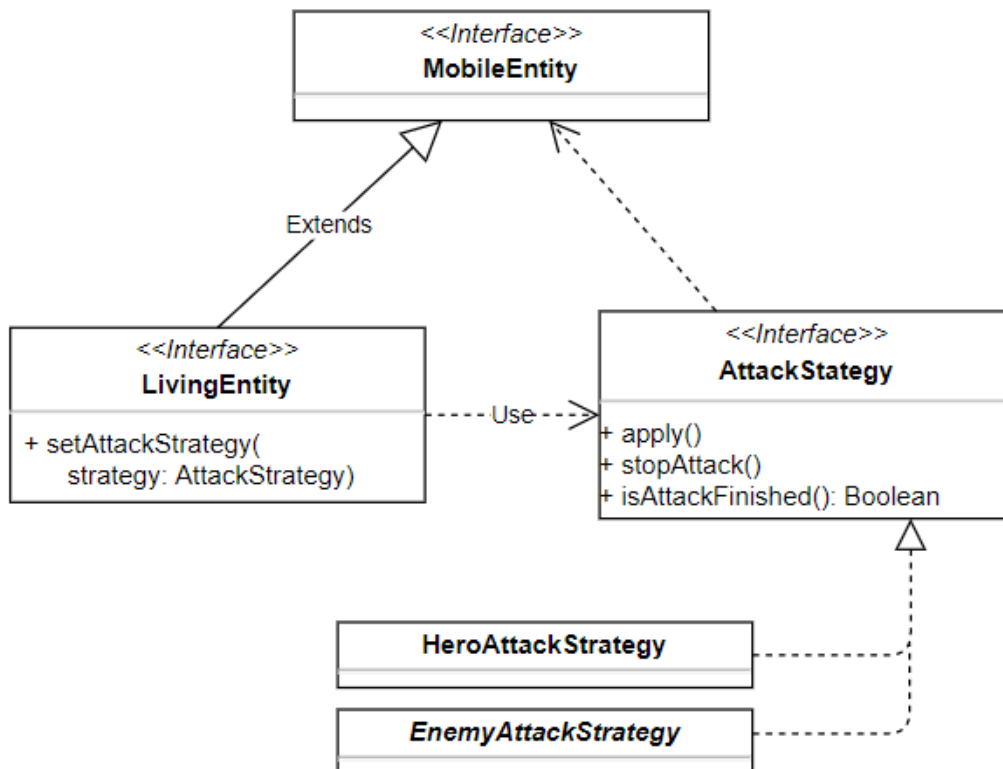 <<Interface>>
MobileEntity
Extends
<<Interface>>
LivingEntity
+ setAttackStrategy(
strategy: AttackStrategy)
Use
<<Interface>>
AttackStategy
+ apply()
+ stopAttack()
+ isAttackFinished(): Boolean
HeroAttackStrategy
EnemyAttackStrategy